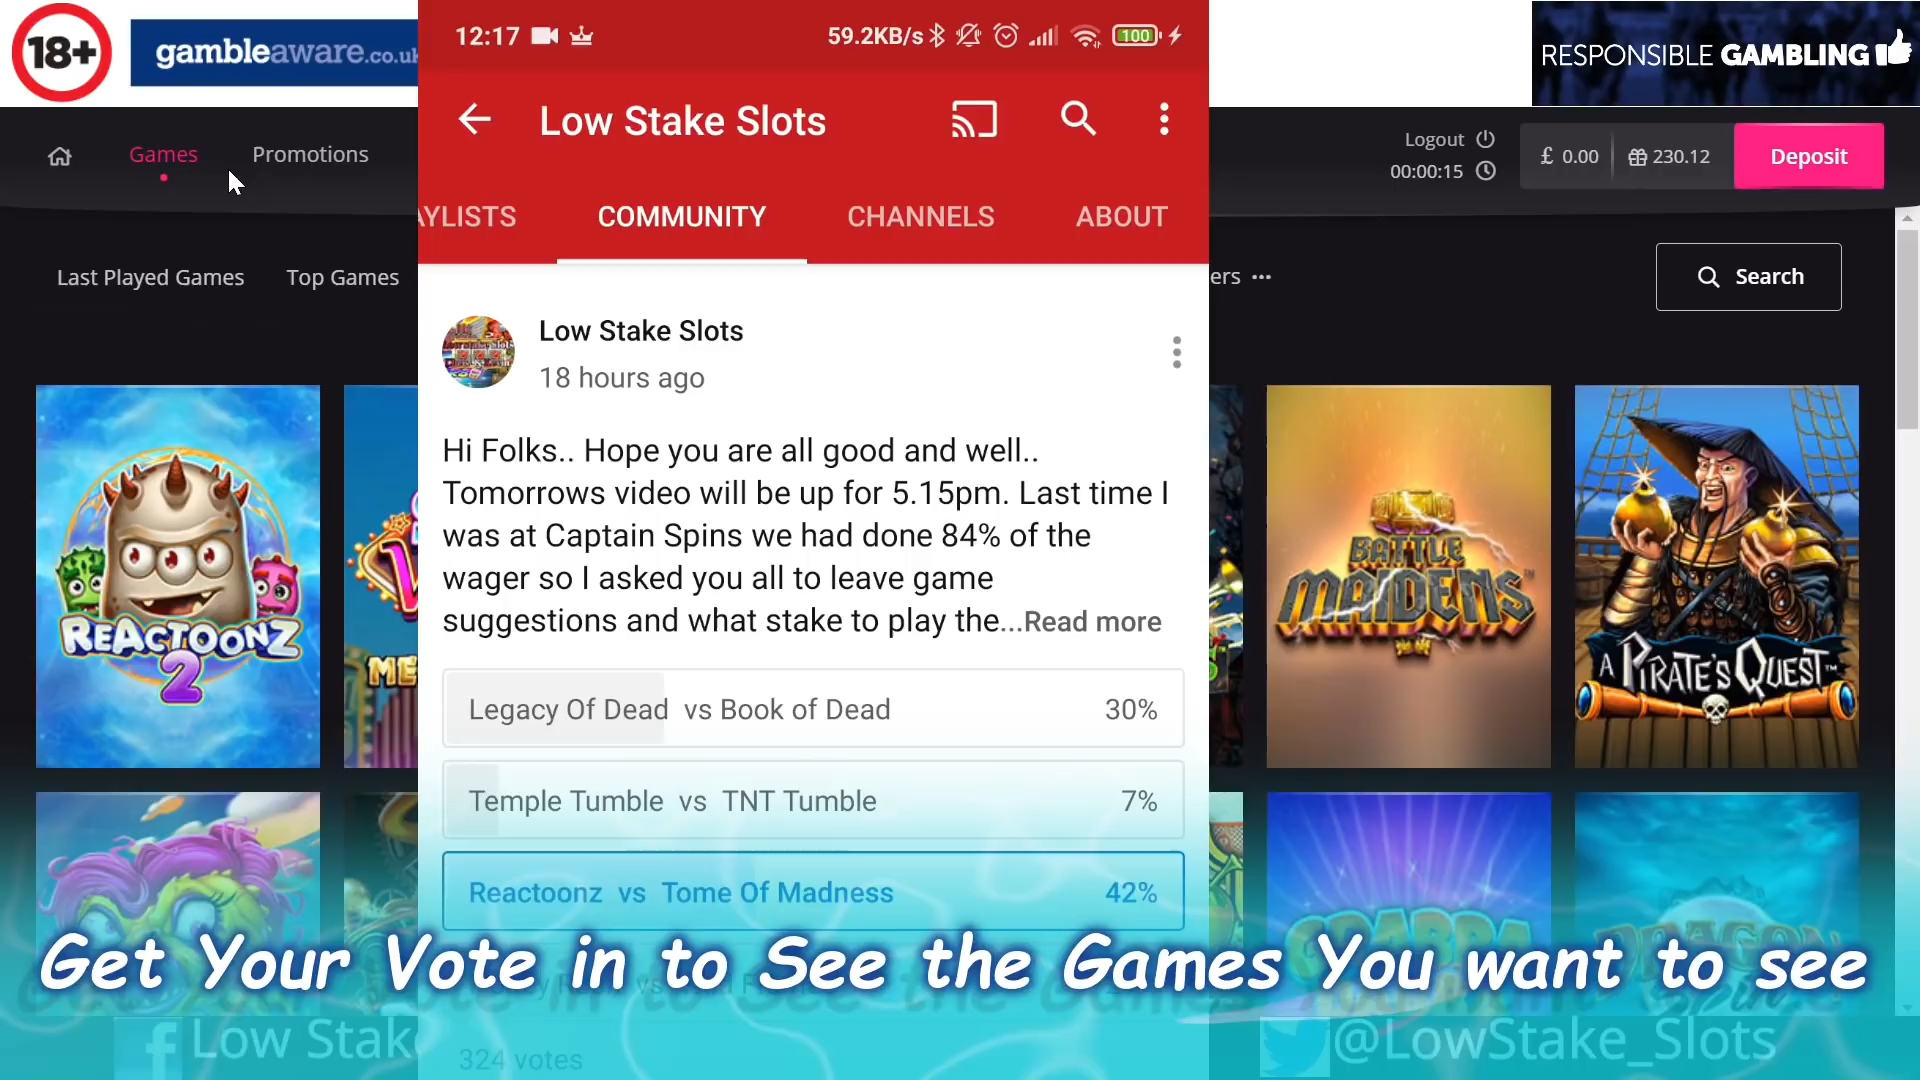 18+
gambleaware.co.uk
12:17
59.2KB/s
100
RESPONSIBLE GAMBLING
Low Stake Slots
Games
Promotions
Logout
00:00:15
£ 0.00
230.12
Deposit
AYLISTS
COMMUNITY
CHANNELS
ABOUT
Last Played Games
Top Games
ers ...
Search
Low Stake Slots
18 hours ago
Hi Folks.. Hope you are all good and well..
Tomorrows video will be up for 5.15pm. Last time I
was at Captain Spins we had done 84% of the
wager so I asked you all to leave game
suggestions and what stake to play the...Read more
REACTOONZ
2
BATTLE
MAIDENS™
A PIRATE'S QUEST™
Legacy Of Dead vs Book of Dead 30%
Temple Tumble vs TNT Tumble 7%
Reactoonz vs Tome Of Madness 42%
Get Your Vote in to See the Games You want to see
f Low Stake
324 votes
@LowStake_Slots